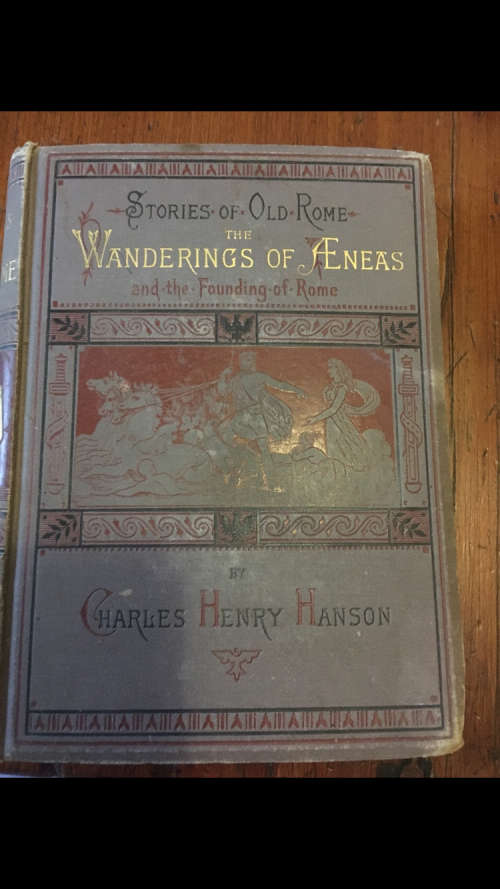 STORIES·OF·OLD·ROME
THE
WANDERINGS OF ÆNEAS
and·the·Founding·of·Rome
BY
CHARLES HENRY HANSON